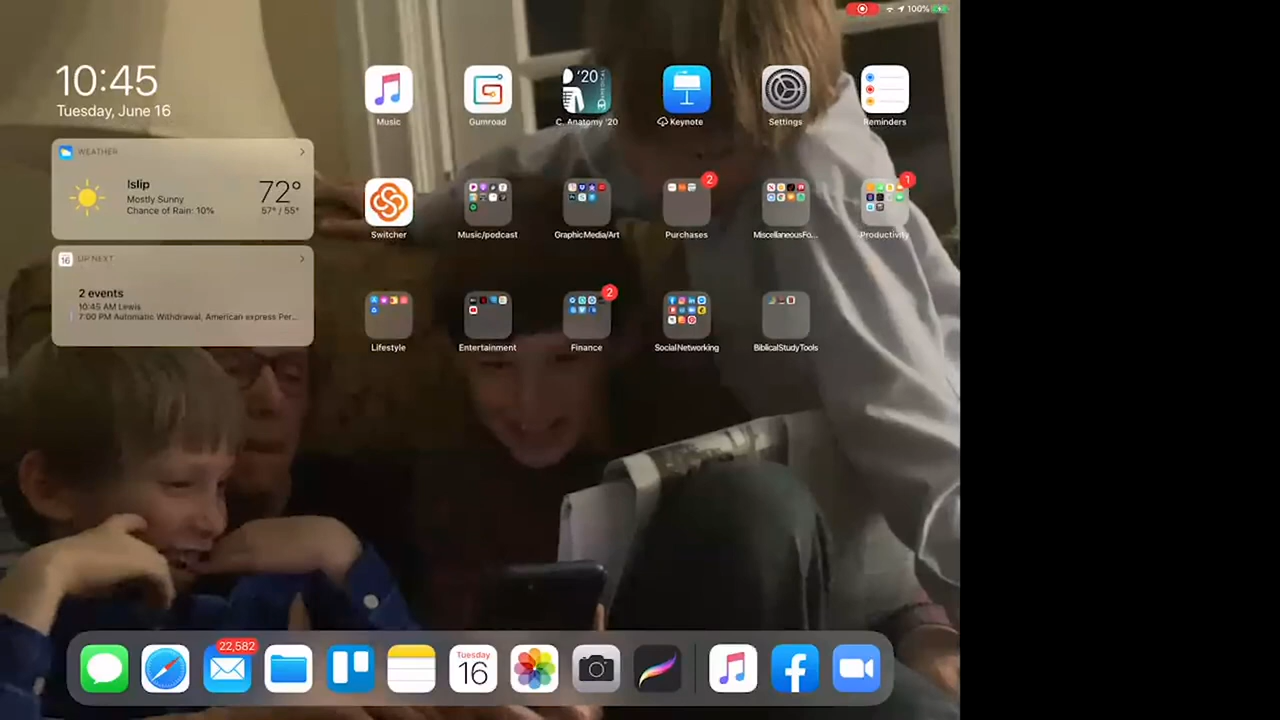 100%
10:45
Tuesday, June 16
WEATHER
Islip
Mostly Sunny
Chance of Rain: 10%
72°
57° / 55°
16 UP NEXT
2 events
10:45 AM Lewis
7:00 PM Automatic Withdrawal, American express Per...
'20
Music
Gumroad
C. Anatomy '20
Keynote
Settings
Reminders
2
1
Switcher
Music/podcast
GraphicMedia/Art
Purchases
MiscellaneousFo...
Productivity
2
Lifestyle
Entertainment
Finance
SocialNetworking
BiblicalStudyTools
22,582
Tuesday
16